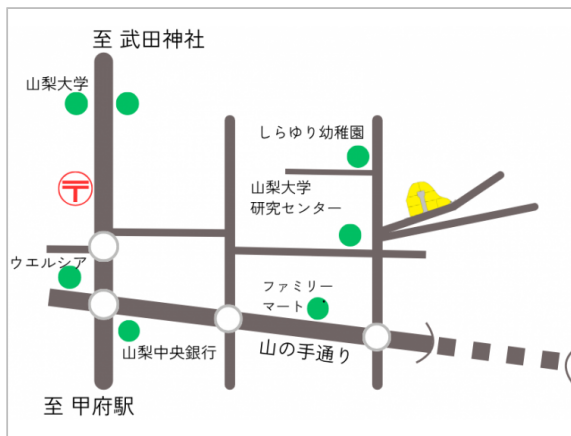 至 武田神社
山梨大学
しらゆり幼稚園
〒
山梨大学
研究センター
ウエルシア
ファミリー
マート
山梨中央銀行
山の手通り
至 甲府駅